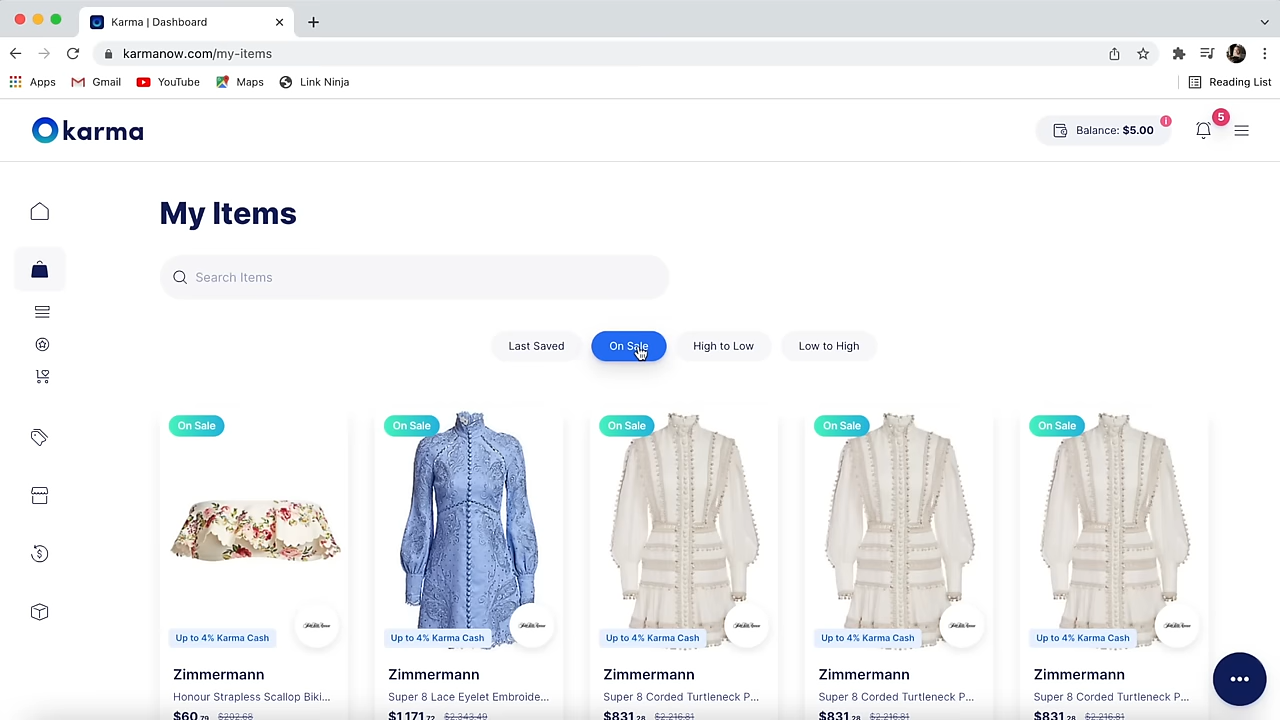 Karma | Dashboard
karmanow.com/my-items
Apps Gmail YouTube Maps Link Ninja Reading List
karma Balance: $5.00 i 5
My Items
Search Items
Last Saved On Sale High to Low Low to High
On Sale On Sale On Sale On Sale On Sale
Up to 4% Karma Cash Up to 4% Karma Cash Up to 4% Karma Cash Up to 4% Karma Cash Up to 4% Karma Cash
Zimmermann Zimmermann Zimmermann Zimmermann Zimmermann
Honour Strapless Scallop Biki... Super 8 Lace Eyelet Embroide... Super 8 Corded Turtleneck P... Super 8 Corded Turtleneck P... Super 8 Corded Turtleneck P...
$60.79 $202.68 $1171.72 $2,343.49 $831.28 $2,216.81 $831.28 $2,216.81 $831.28 $2,216.81